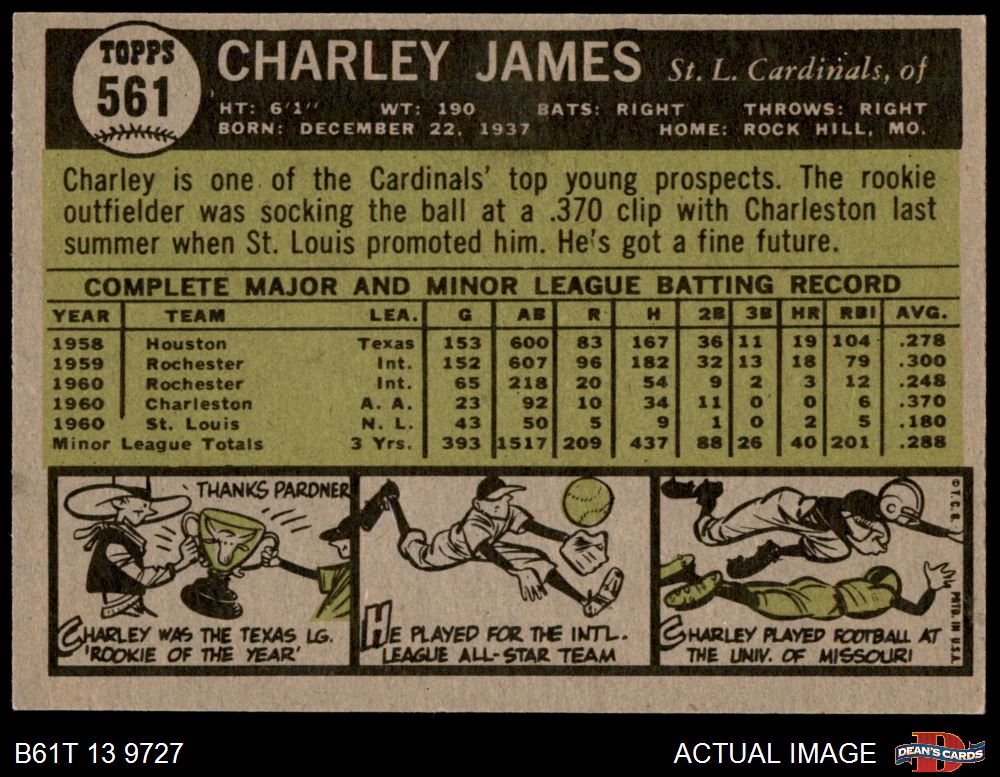 TOPPS
561
CHARLEY JAMES St. L. Cardinals, of
HT: 6'1" WT: 190 BATS: RIGHT THROWS: RIGHT
BORN: DECEMBER 22, 1937 HOME: ROCK HILL, MO.
Charley is one of the Cardinals' top young prospects. The rookie
outfielder was socking the ball at a .370 clip with Charleston last
summer when St. Louis promoted him. He's got a fine future.
COMPLETE MAJOR AND MINOR LEAGUE BATTING RECORD
YEAR TEAM LEA. G AB R H 2B 3B HR RBI AVG.
1958 Houston Texas 153 600 83 167 36 11 19 104 .278
1959 Rochester Int. 152 607 96 182 32 13 18 79 .300
1960 Rochester Int. 65 218 20 54 9 2 3 12 .248
1960 Charleston A. A. 23 92 10 34 11 0 0 6 .370
1960 St. Louis N. L. 43 50 5 9 1 0 2 5 .180
Minor League Totals 3 Yrs. 393 1517 209 437 88 26 40 201 .288
THANKS PARDNER
CHARLEY WAS THE TEXAS LG.
'ROOKIE OF THE YEAR'
HE PLAYED FOR THE INTL.
LEAGUE ALL-STAR TEAM
CHARLEY PLAYED FOOTBALL AT
THE UNIV. OF MISSOURI
© T.C.G. PRTD. IN U.S.A.
B61T 13 9727
ACTUAL IMAGE
D
DEAN'S CARDS